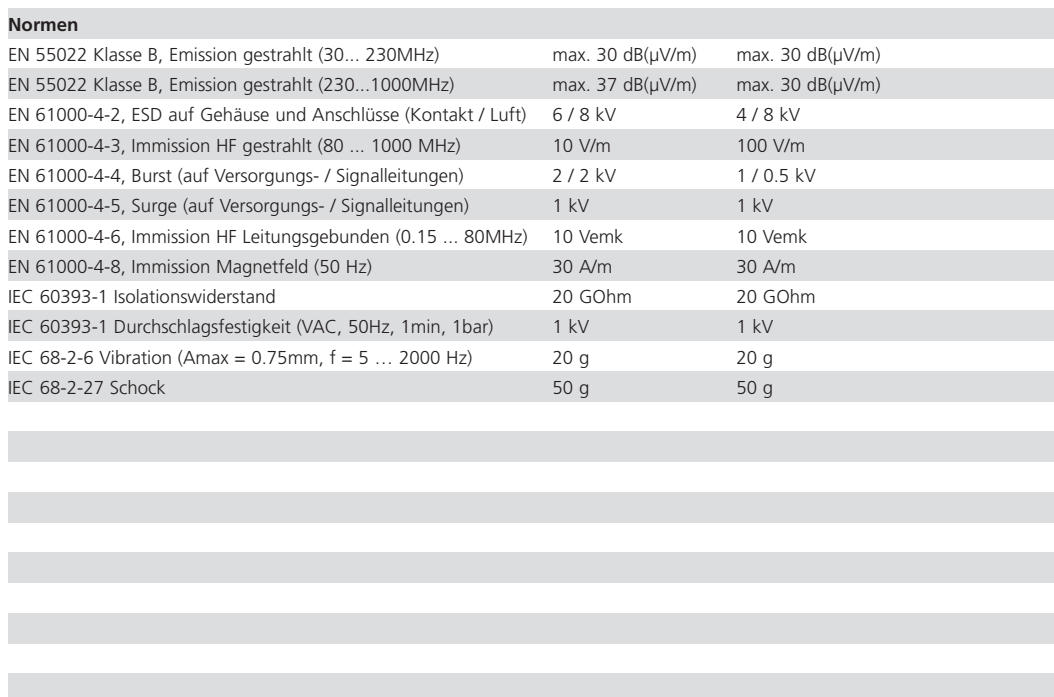 Normen
EN 55022 Klasse B, Emission gestrahlt (30... 230MHz) max. 30 dB(µV/m) max. 30 dB(µV/m)
EN 55022 Klasse B, Emission gestrahlt (230...1000MHz) max. 37 dB(µV/m) max. 30 dB(µV/m)
EN 61000-4-2, ESD auf Gehäuse und Anschlüsse (Kontakt / Luft) 6 / 8 kV 4 / 8 kV
EN 61000-4-3, Immission HF gestrahlt (80 ... 1000 MHz) 10 V/m 100 V/m
EN 61000-4-4, Burst (auf Versorgungs- / Signalleitungen) 2 / 2 kV 1 / 0.5 kV
EN 61000-4-5, Surge (auf Versorgungs- / Signalleitungen) 1 kV 1 kV
EN 61000-4-6, Immission HF Leitungsgebunden (0.15 ... 80MHz) 10 Vemk 10 Vemk
EN 61000-4-8, Immission Magnetfeld (50 Hz) 30 A/m 30 A/m
IEC 60393-1 Isolationswiderstand 20 GOhm 20 GOhm
IEC 60393-1 Durchschlagsfestigkeit (VAC, 50Hz, 1min, 1bar) 1 kV 1 kV
IEC 68-2-6 Vibration (Amax = 0.75mm, f = 5 … 2000 Hz) 20 g 20 g
IEC 68-2-27 Schock 50 g 50 g